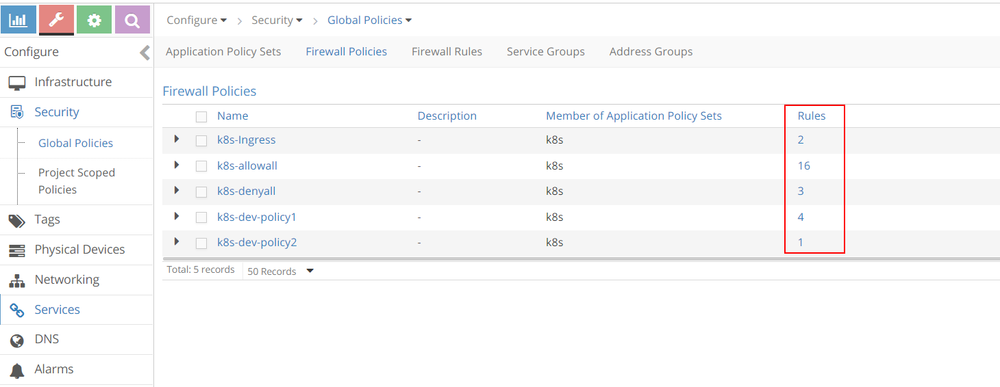 Configure > Security > Global Policies
Configure
Application Policy Sets Firewall Policies Firewall Rules Service Groups Address Groups
Infrastructure
Security
Global Policies
Project Scoped
Policies
Tags
Physical Devices
Networking
Services
DNS
Alarms
Firewall Policies
Name Description Member of Application Policy Sets Rules
k8s-Ingress - k8s 2
k8s-allowall - k8s 16
k8s-denyall - k8s 3
k8s-dev-policy1 - k8s 4
k8s-dev-policy2 - k8s 1
Total: 5 records 50 Records